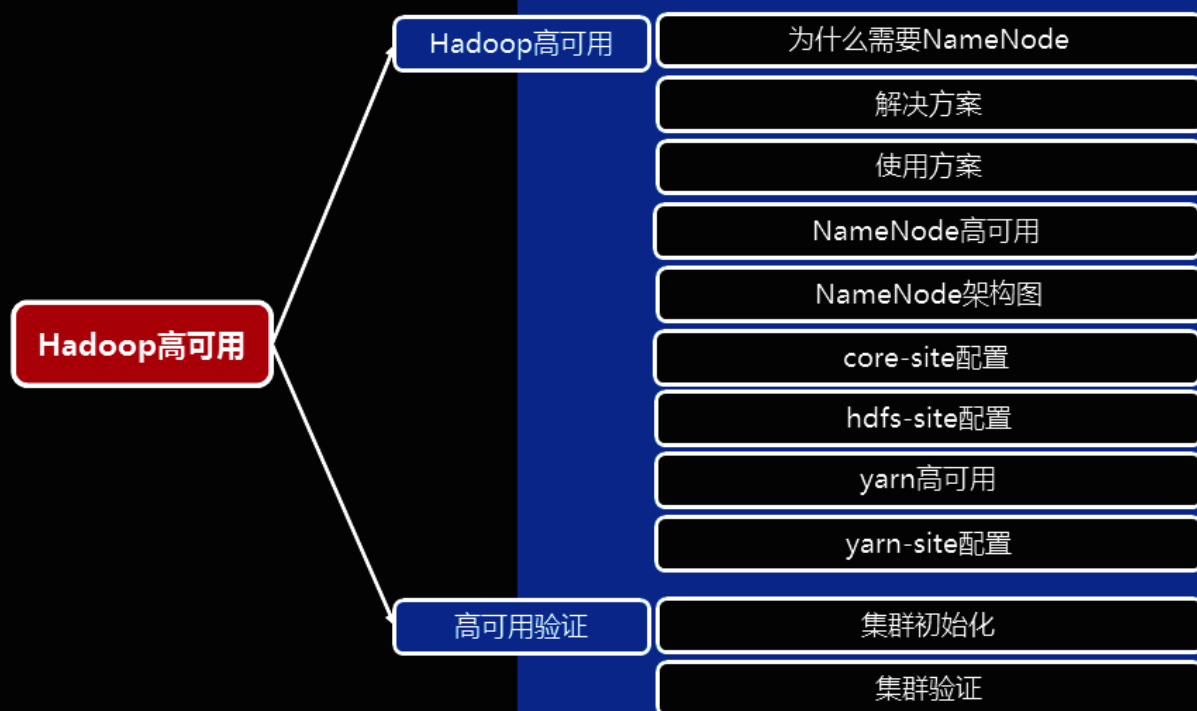 Hadoop高可用
Hadoop高可用
为什么需要NameNode
解决方案
使用方案
NameNode高可用
NameNode架构图
core-site配置
hdfs-site配置
yarn高可用
yarn-site配置
高可用验证
集群初始化
集群验证